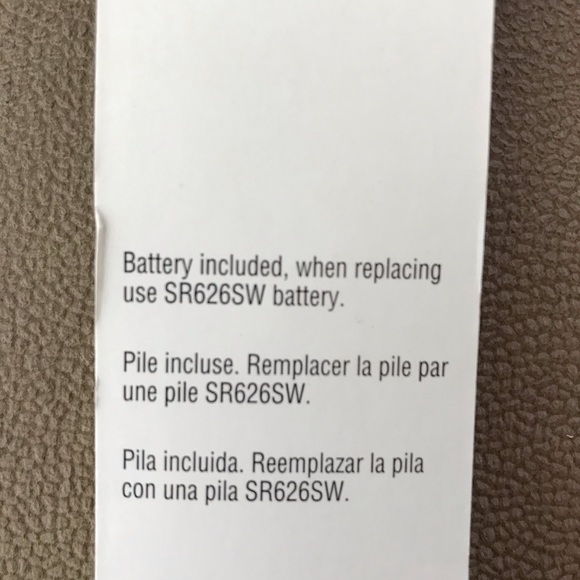 Battery included, when replacing
use SR626SW battery.
Pile incluse. Remplacer la pile par
une pile SR626SW.
Pila incluida. Reemplazar la pila
con una pila SR626SW.